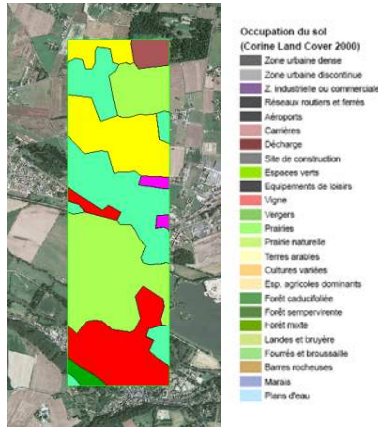 Occupation du sol
(Corine Land Cover 2000)
Zone urbaine dense
Zone urbaine discontinue
Z. industrielle ou commerciale
Réseaux routiers et ferrés
Aéroports
Carrières
Décharge
Site de construction
Espaces verts
Equipements de loisirs
Vigne
Vergers
Prairies
Prairie naturelle
Terres arables
Cultures variées
Esp. agricoles dominants
Forêt caducifoliée
Forêt sempervirente
Forêt mixte
Landes et bruyère
Fourrés et broussaille
Barres rocheuses
Marais
Plans d'eau